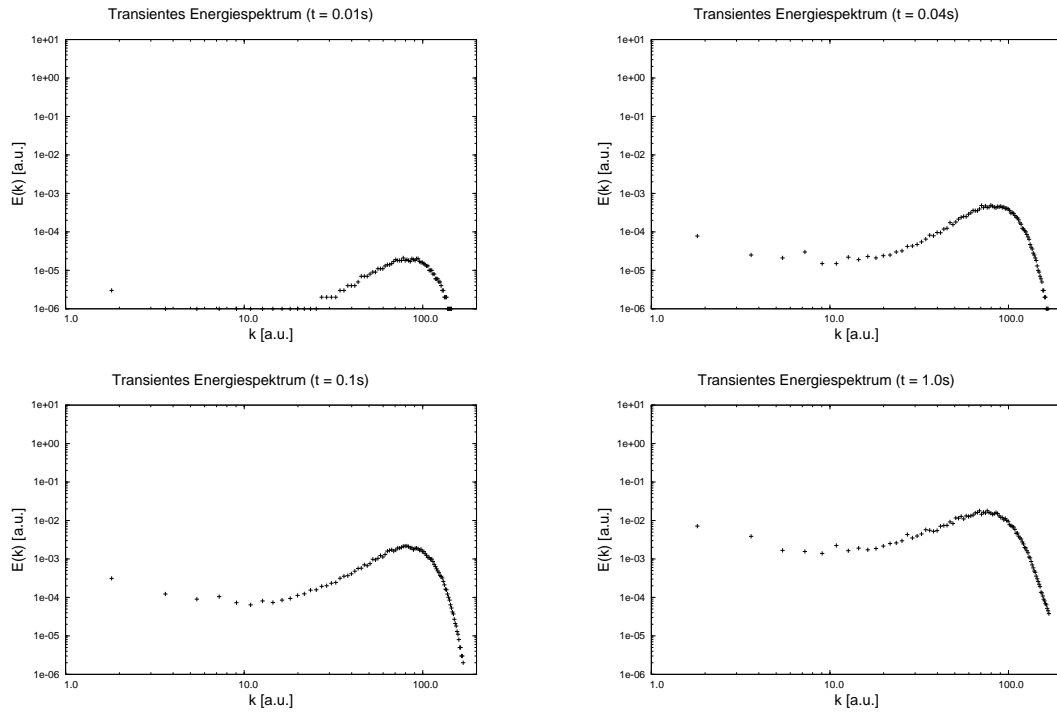 Transientes Energiespektrum (t = 0.01s)
1e+01
1e+00
1e-01
1e-02
1e-03
1e-04
1e-05
1e-06
E(k) [a.u.]
1.0 10.0 100.0
k [a.u.]
Transientes Energiespektrum (t = 0.04s)
1e+01
1e+00
1e-01
1e-02
1e-03
1e-04
1e-05
1e-06
E(k) [a.u.]
1.0 10.0 100.0
k [a.u.]
Transientes Energiespektrum (t = 0.1s)
1e+01
1e+00
1e-01
1e-02
1e-03
1e-04
1e-05
1e-06
E(k) [a.u.]
1.0 10.0 100.0
k [a.u.]
Transientes Energiespektrum (t = 1.0s)
1e+01
1e+00
1e-01
1e-02
1e-03
1e-04
1e-05
1e-06
E(k) [a.u.]
1.0 10.0 100.0
k [a.u.]